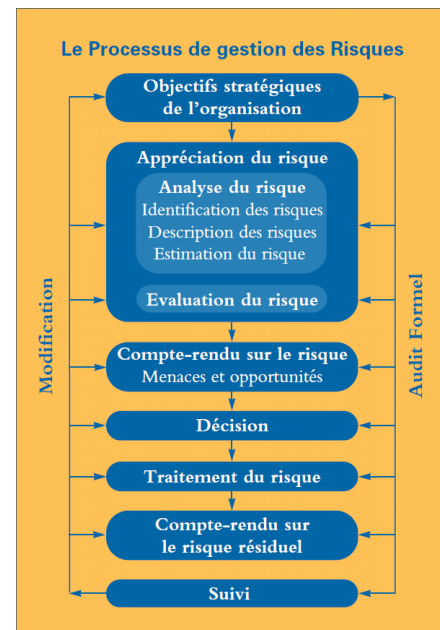 Le Processus de gestion des Risques
Objectifs stratégiques
de l'organisation
Appréciation du risque
Analyse du risque
Identification des risques
Description des risques
Estimation du risque
Evaluation du risque
Compte-rendu sur le risque
Menaces et opportunités
Décision
Traitement du risque
Compte-rendu sur
le risque résiduel
Suivi
Modification
Audit Formel